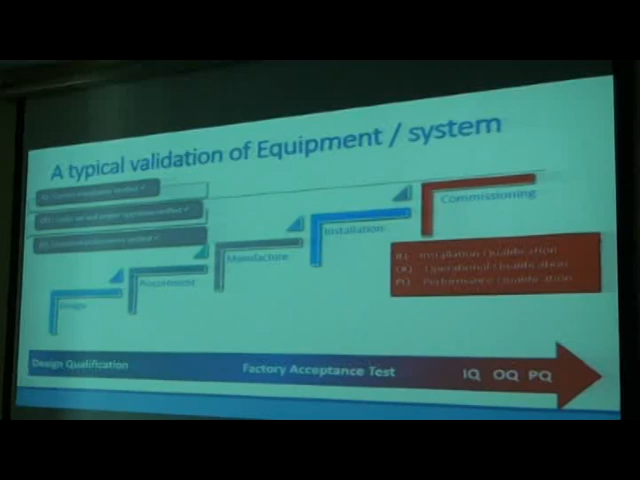 A typical validation of Equipment / system
Commissioning
Installation
Manufacture
Procurement
Design
IQ Installation Qualification
OQ Operational Qualification
PQ Performance Qualification
Design Qualification
Factory Acceptance Test
IQ OQ PQ